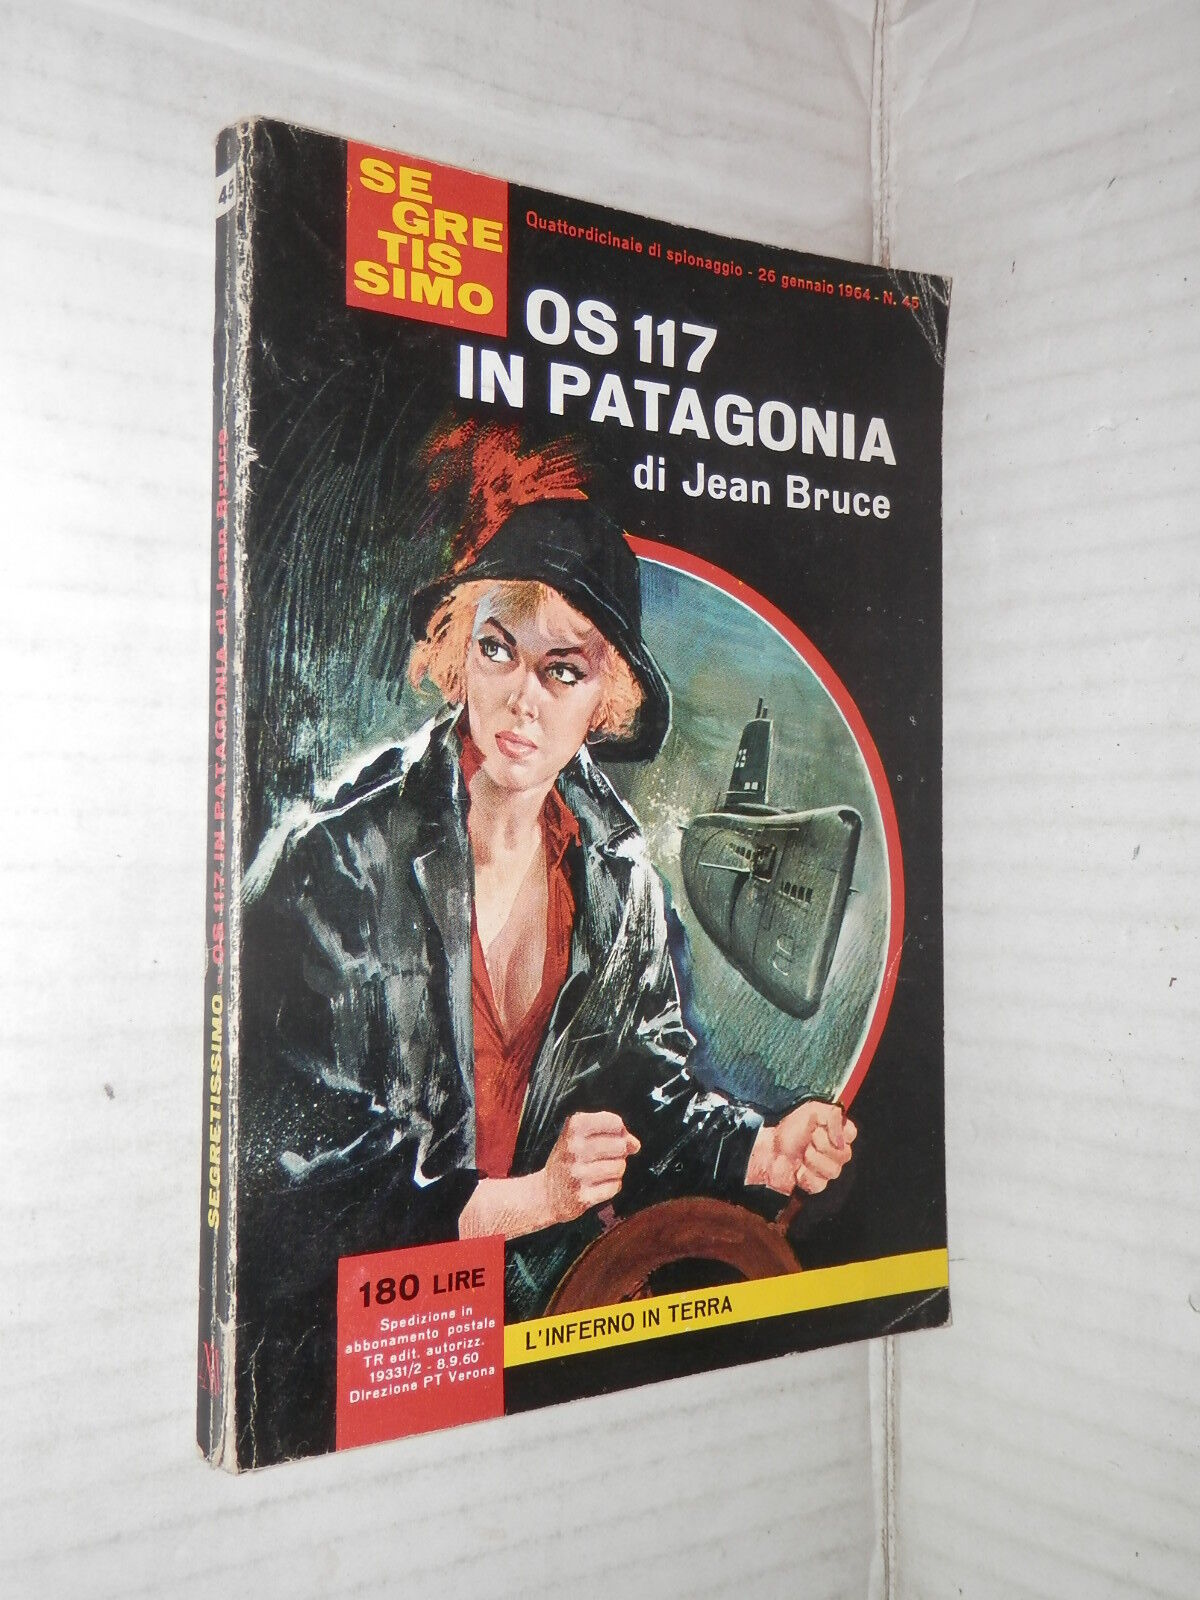 SE
GRE
TIS
SIMO
Quattordicinale di spionaggio - 26 gennaio 1964 - N. 45
OS 117
IN PATAGONIA
di Jean Bruce
180 LIRE
Spedizione in
abbonamento postale
TR edit. autorizz.
19331/2 - 8.9.60
Direzione PT Verona
L'INFERNO IN TERRA
45
SEGRETISSIMO - OS 117 IN PATAGONIA di Jean Bruce